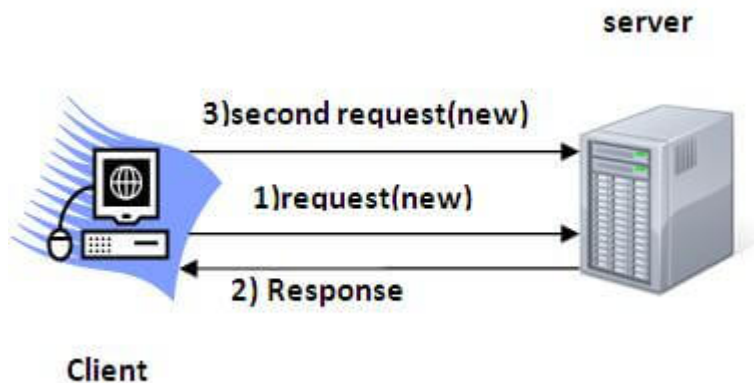 server
3)second request(new)
1)request(new)
2) Response
Client